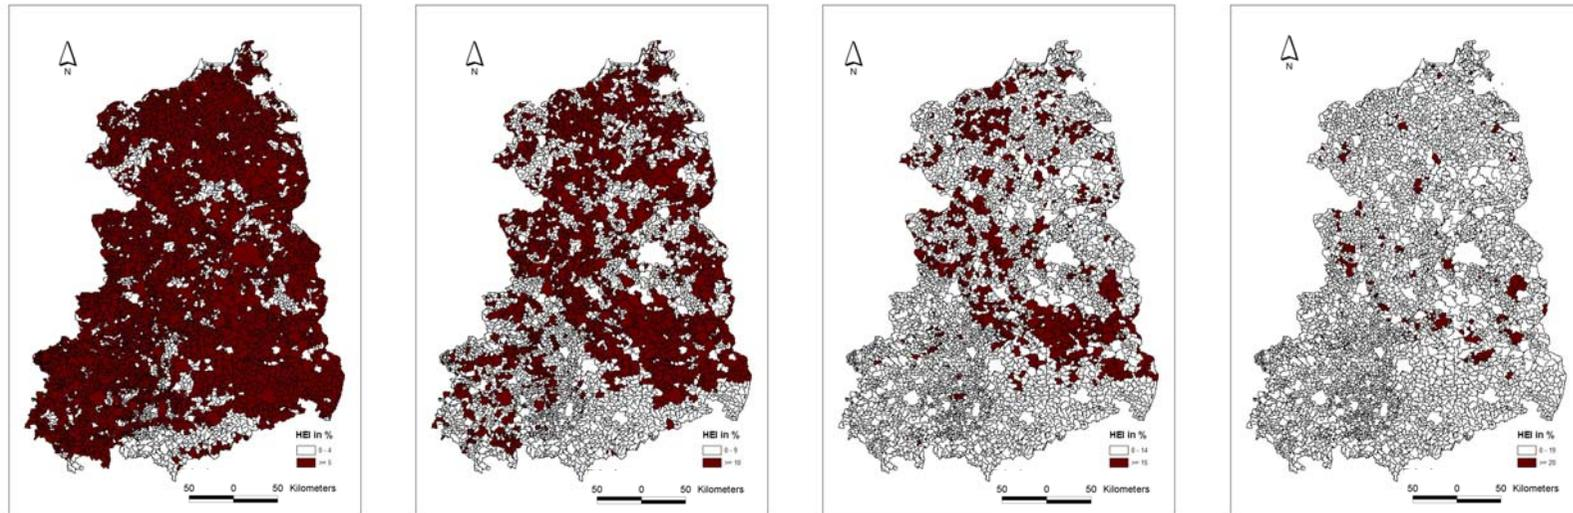 N
HEI in %
0 - 4
>= 5
50 0 50 Kilometers
N
HEI in %
0 - 9
>= 10
50 0 50 Kilometers
N
HEI in %
0 - 14
>= 15
50 0 50 Kilometers
N
HEI in %
0 - 19
>= 20
50 0 50 Kilometers